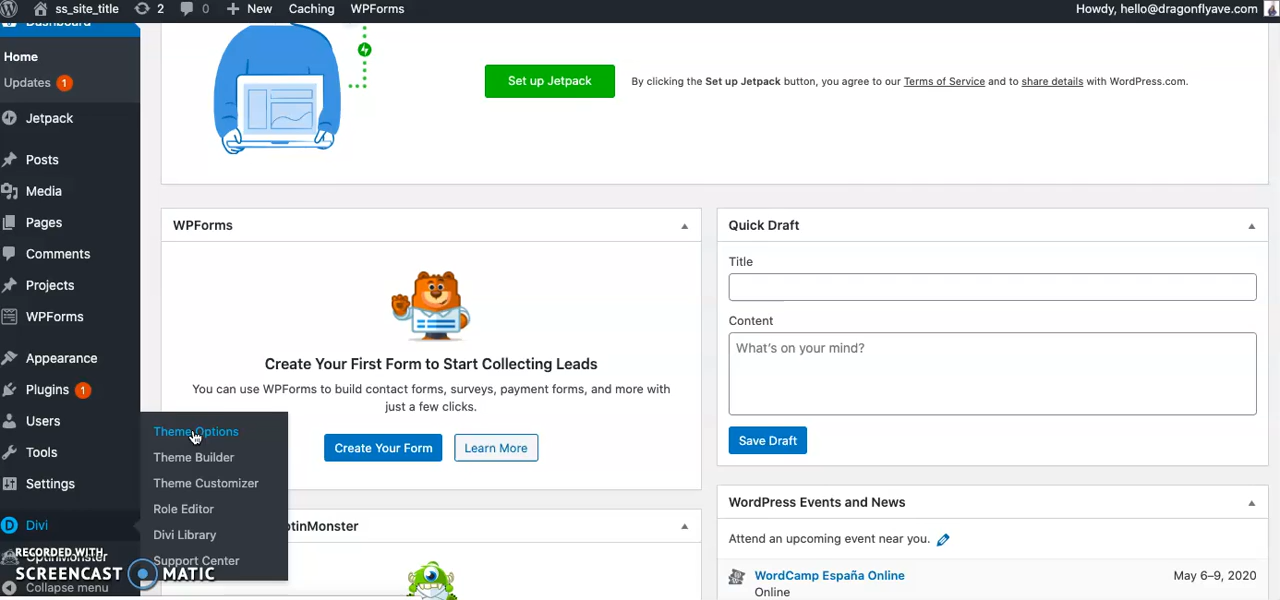 ss_site_title 2 0 New Caching WPForms Howdy, hello@dragonflyave.com
Dashboard
Home
Updates 1
Jetpack
Posts
Media
Pages
Comments
Projects
WPForms
Appearance
Plugins 1
Users
Tools
Settings
Divi
OptinMonster
Collapse menu
Theme Options
Theme Builder
Theme Customizer
Role Editor
Divi Library
Support Center
RECORDED WITH
SCREENCAST MATIC
Set up Jetpack
By clicking the Set up Jetpack button, you agree to our Terms of Service and to share details with WordPress.com.
WPForms
Create Your First Form to Start Collecting Leads
You can use WPForms to build contact forms, surveys, payment forms, and more with
just a few clicks.
Create Your Form
Learn More
OptinMonster
Quick Draft
Title
Content
What's on your mind?
Save Draft
WordPress Events and News
Attend an upcoming event near you.
WordCamp España Online May 6–9, 2020
Online